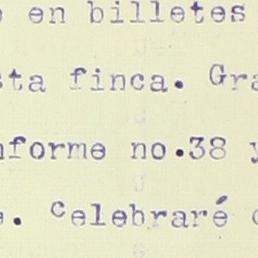 en billetes
sta finca. Gra
nforme no.38 y
. Celebraré